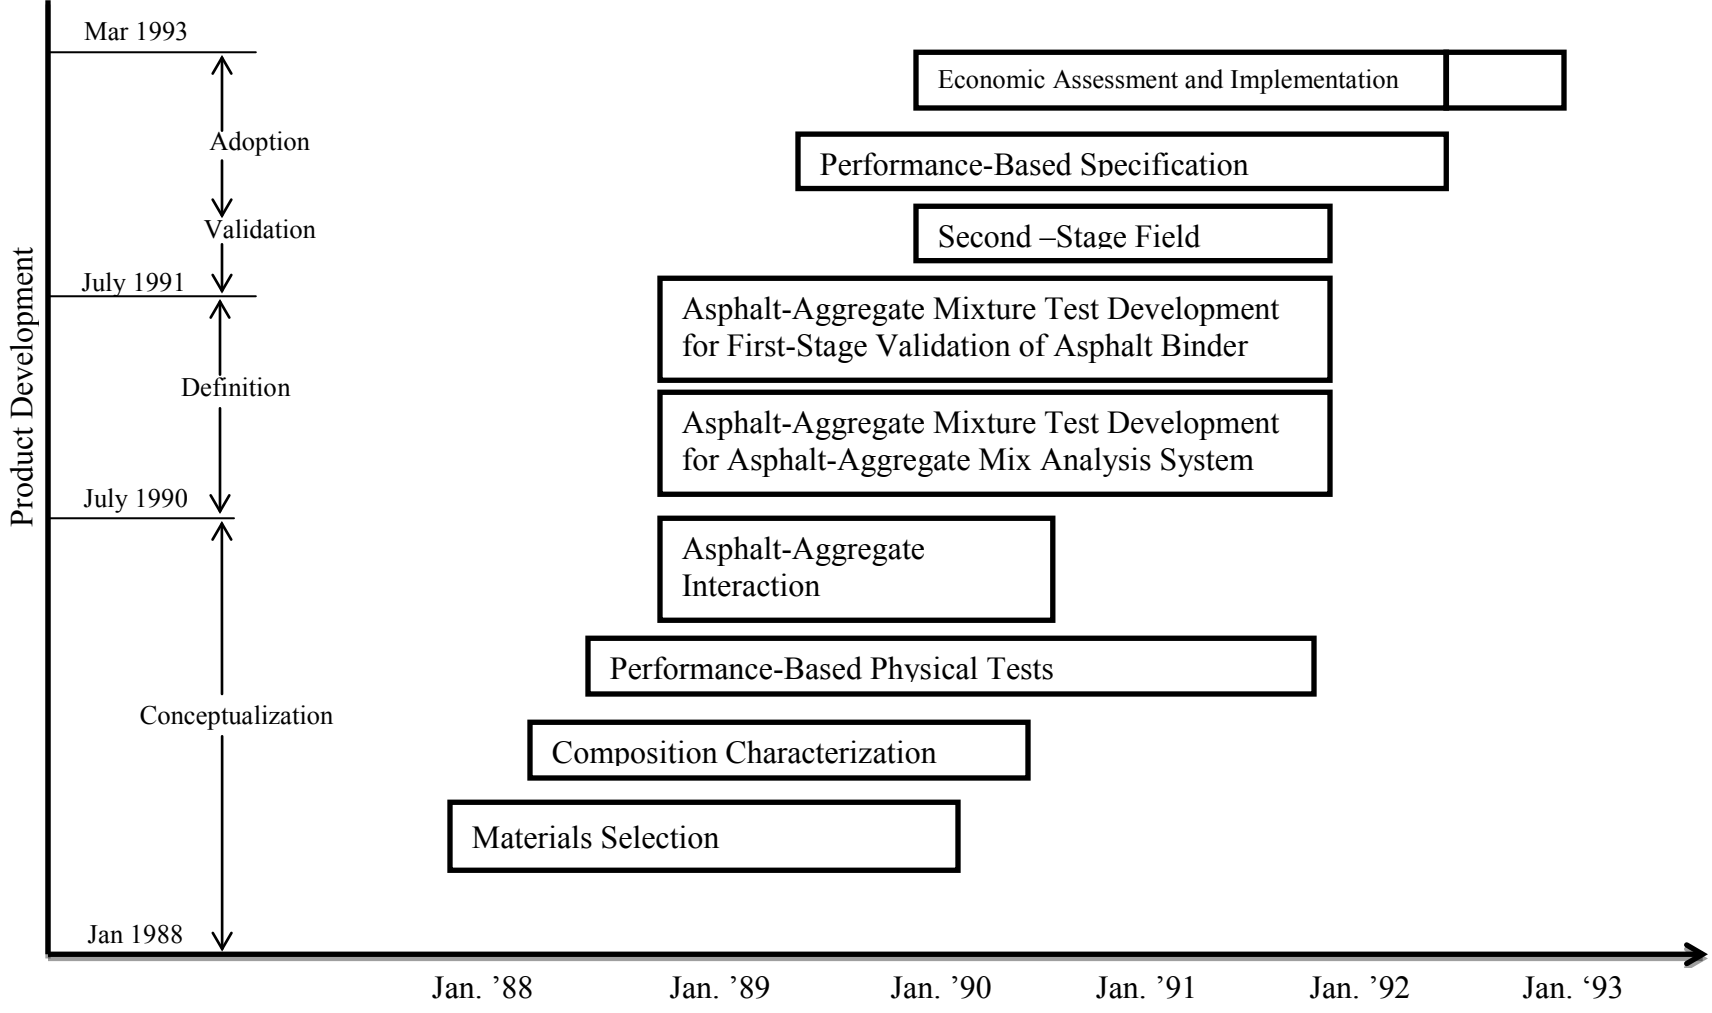 Mar 1993
Economic Assessment and Implementation
Adoption
Performance-Based Specification
Validation
Second –Stage Field
July 1991
Asphalt-Aggregate Mixture Test Development
for First-Stage Validation of Asphalt Binder
Product Development
Definition
Asphalt-Aggregate Mixture Test Development
for Asphalt-Aggregate Mix Analysis System
July 1990
Asphalt-Aggregate
Interaction
Performance-Based Physical Tests
Conceptualization
Composition Characterization
Materials Selection
Jan 1988
Jan. ’88
Jan. ’89
Jan. ’90
Jan. ’91
Jan. ’92
Jan. ‘93